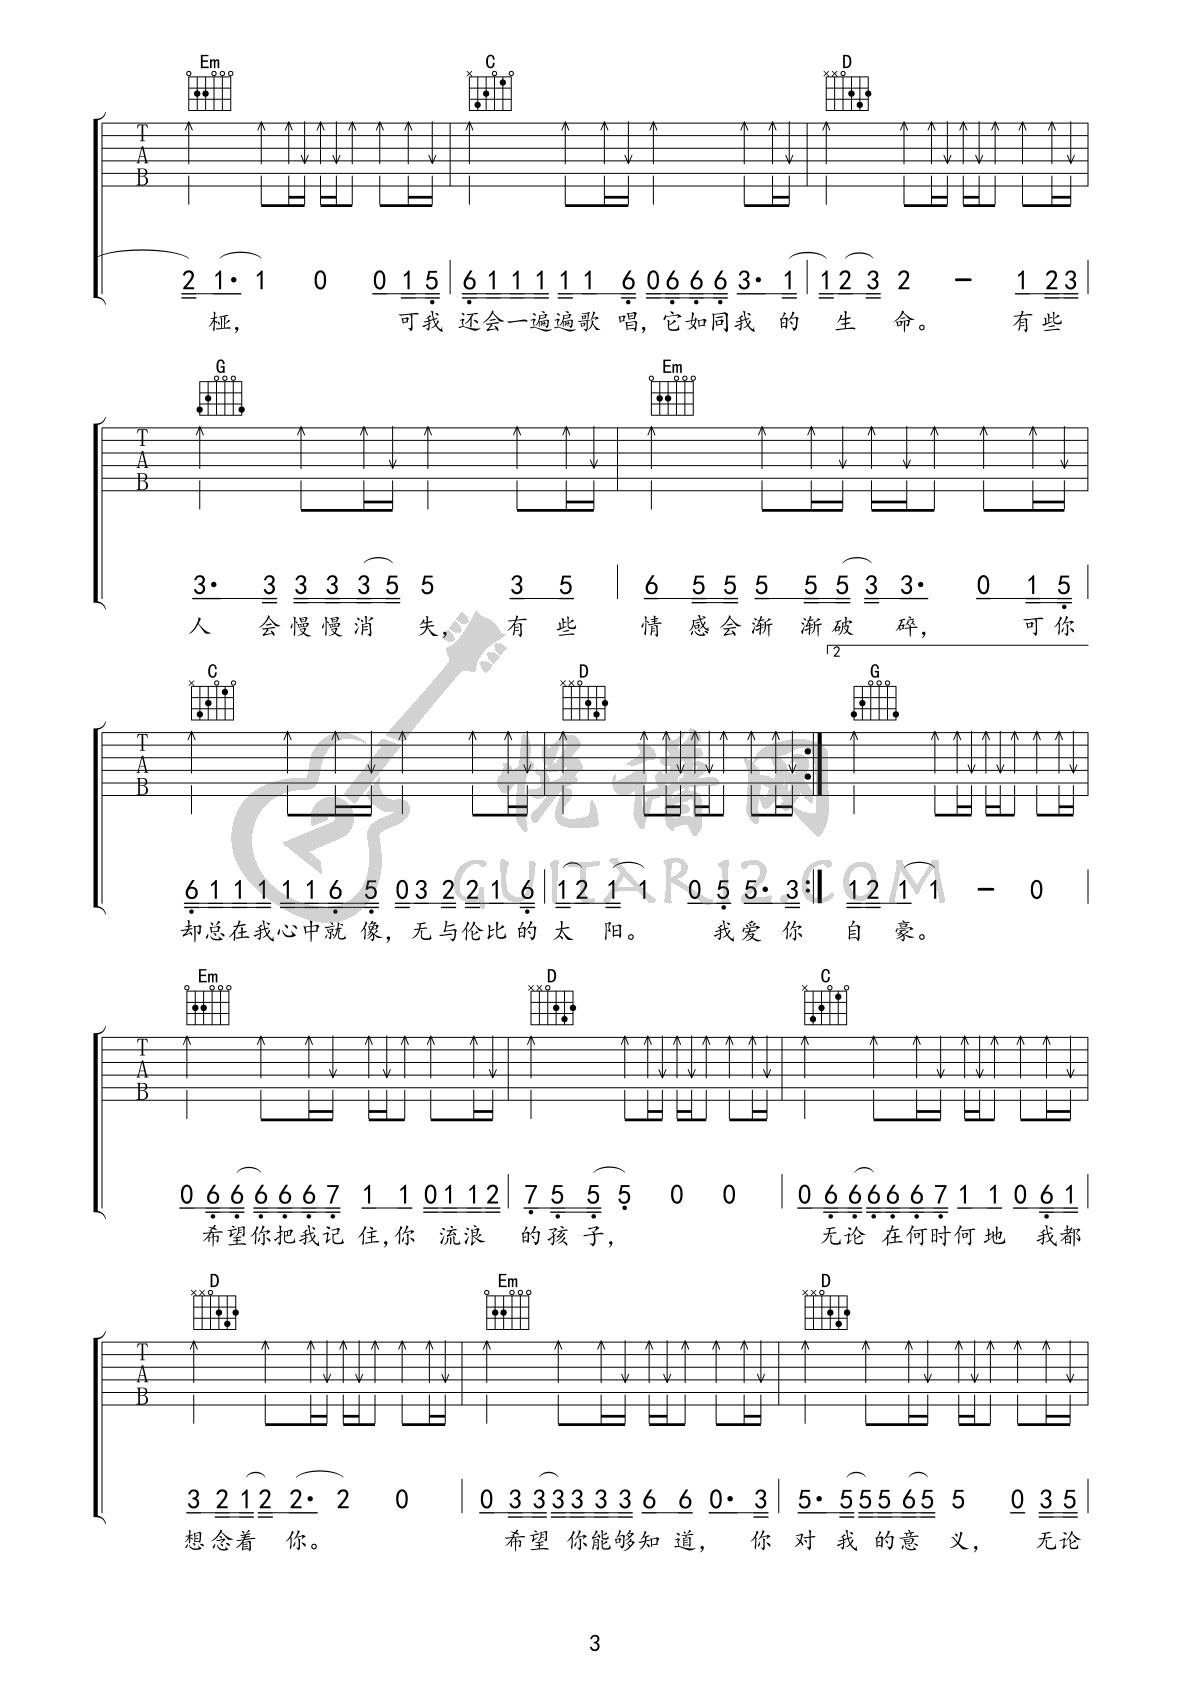 Em C D
T
A
B
2 1· 1 0 0 1 5 6 1 1 1 1 1 6 0 6 6 6 3· 1 1 2 3 2 – 1 2 3
桠， 可我 还会一遍遍歌 唱，它如同我 的 生 命。 有些
G Em
T
A
B
3· 3 3 3 3 5 5 3 5 6 5 5 5 5 5 3 3· 0 1 5
人 会慢慢消 失， 有 些 情 感会渐 渐破 碎， 可你
2
C D G
T
A
B
6 1 1 1 1 1 6 5 0 3 2 2 1 6 1 2 1 1 0 5 5· 3 1 2 1 1 – 0
却总在我心中就 像，无与伦比的 太 阳。 我爱你 自 豪。
悦谱网
GUITAR12.COM
Em D C
T
A
B
0 6 6 6 6 6 7 1 1 0 1 1 2 7 5 5 5 0 0 0 6 6 6 6 6 7 1 1 0 6 1
希望你把我记 住，你 流浪 的孩子， 无论 在何时何地 我都
D Em D
T
A
B
3 2 1 2 2· 2 0 0 3 3 3 3 3 3 6 6 0· 3 5· 5 5 5 6 5 5 0 3 5
想念着 你。 希望 你能够知道， 你 对 我 的意 义， 无论
3